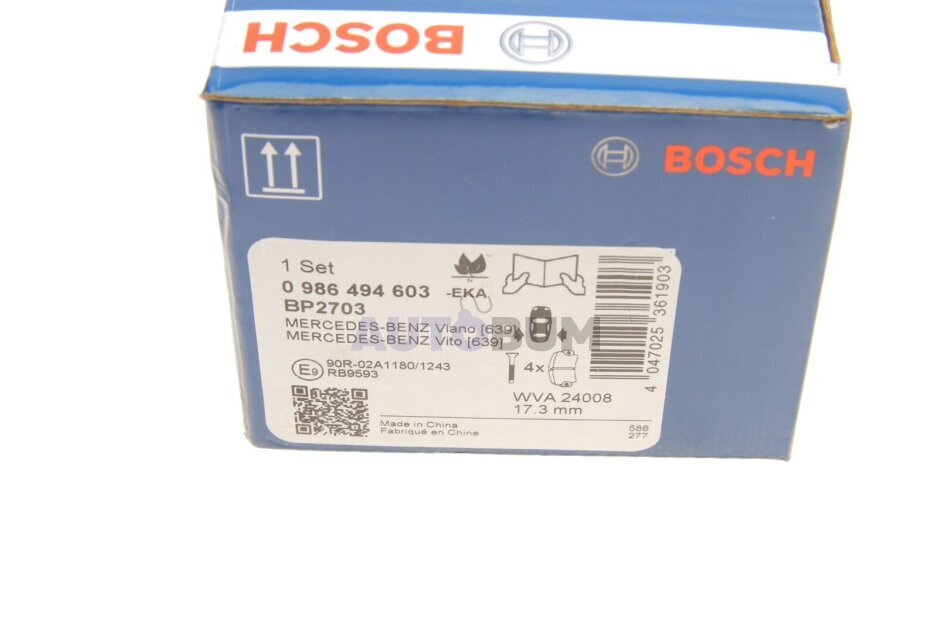 BOSCH
BOSCH
BOSCH
1 Set
0 986 494 603 -EKA
BP2703
MERCEDES-BENZ Viano [639]
MERCEDES-BENZ Vito [639]
AUTOBUM
E9 90R-02A1180/1243
RB9593
4x
WVA 24008
17.3 mm
Made in China
Fabriqué en Chine
586
277
4 047025 361903